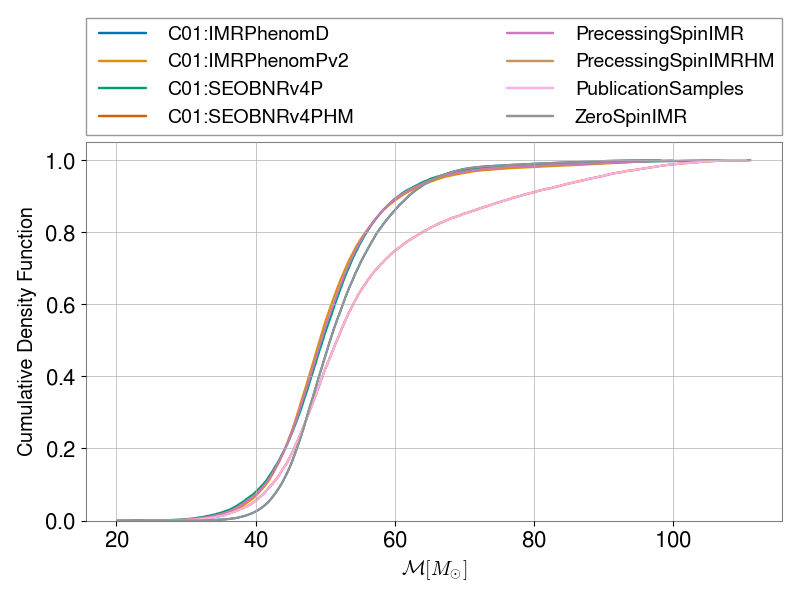 C01:IMRPhenomD
C01:IMRPhenomPv2
C01:SEOBNRv4P
C01:SEOBNRv4PHM
PrecessingSpinIMR
PrecessingSpinIMRHM
PublicationSamples
ZeroSpinIMR
Cumulative Density Function
1.0
0.8
0.6
0.4
0.2
0.0
20 40 60 80 100
ℳ[M⊙]